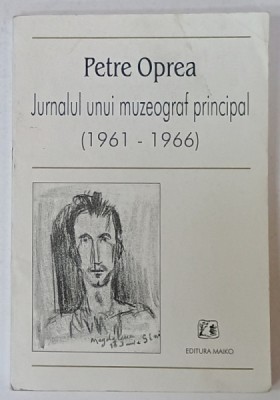 Petre Oprea
Jurnalul unui muzeograf principal
(1961 - 1966)
EDITURA MAIKO